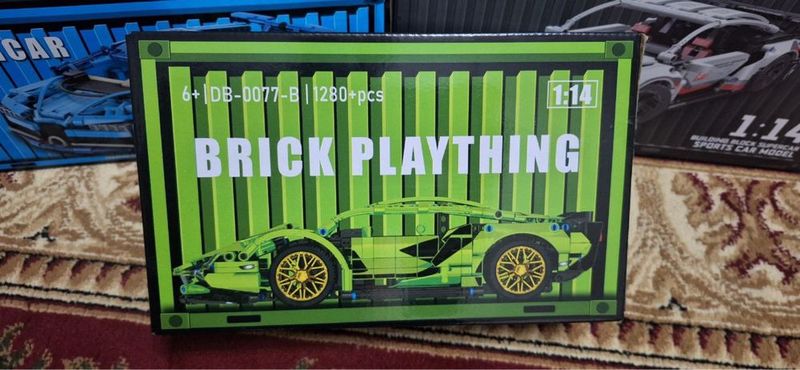 CAR
6+|DB-0077-B|1280+pcs
1:14
BRICK PLAYTHING
1:14
BUILDING BLOCK SUPERCAR
SPORTS CAR MODEL